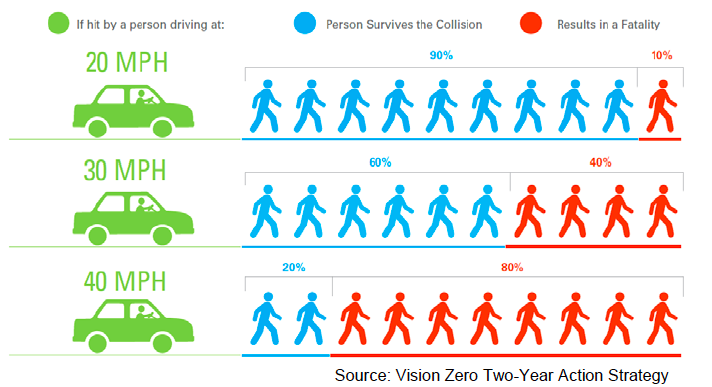 If hit by a person driving at:
Person Survives the Collision
Results in a Fatality
20 MPH
90%
10%
30 MPH
60%
40%
40 MPH
20%
80%
Source: Vision Zero Two-Year Action Strategy